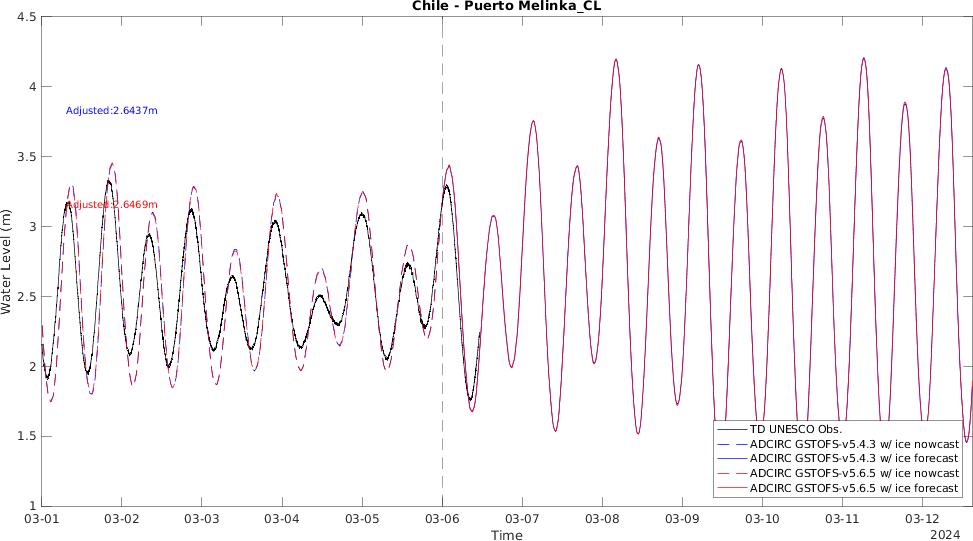 Chile - Puerto Melinka_CL
4.5
4
3.5
3
2.5
2
1.5
1
Water Level (m)
Adjusted:2.6437m
Adjusted:2.6469m
TD UNESCO Obs.
ADCIRC GSTOFS-v5.4.3 w/ ice nowcast
ADCIRC GSTOFS-v5.4.3 w/ ice forecast
ADCIRC GSTOFS-v5.6.5 w/ ice nowcast
ADCIRC GSTOFS-v5.6.5 w/ ice forecast
03-01 03-02 03-03 03-04 03-05 03-06 03-07 03-08 03-09 03-10 03-11 03-12
Time
2024